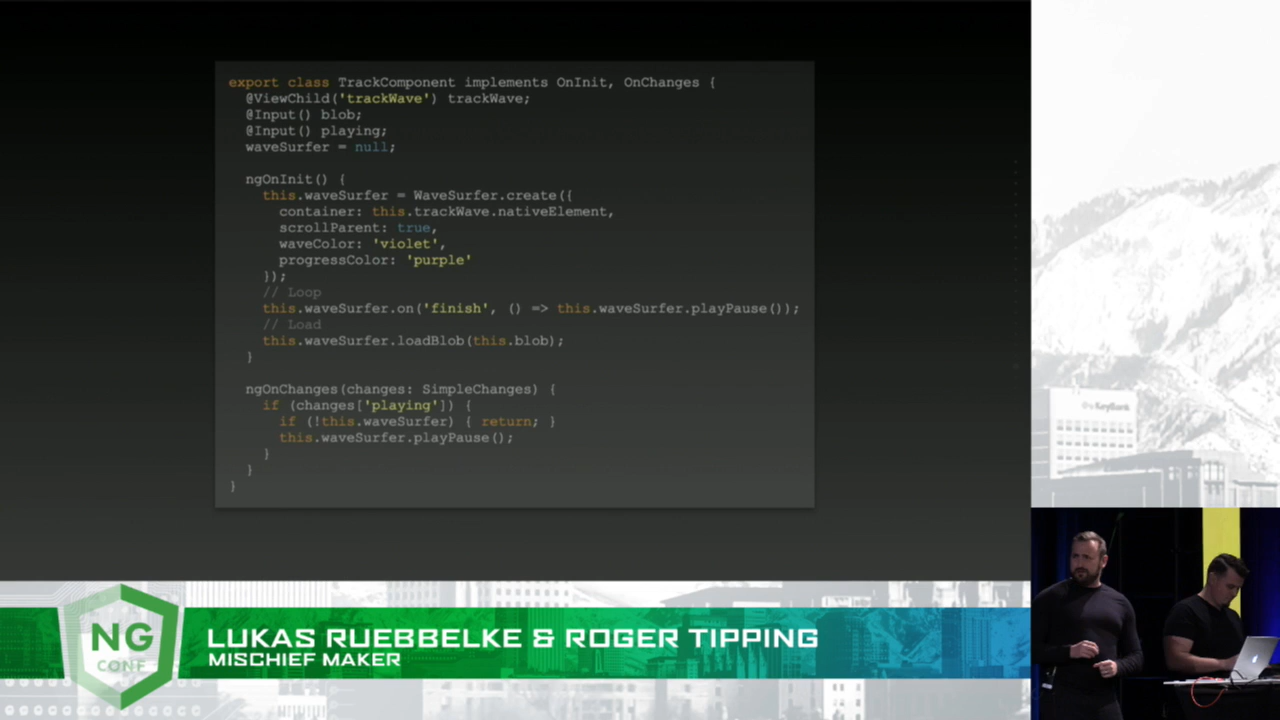 export class TrackComponent implements OnInit, OnChanges {
@ViewChild('trackWave') trackWave;
@Input() blob;
@Input() playing;
waveSurfer = null;
ngOnInit() {
this.waveSurfer = WaveSurfer.create({
container: this.trackWave.nativeElement,
scrollParent: true,
waveColor: 'violet',
progressColor: 'purple'
});
// Loop
this.waveSurfer.on('finish', () => this.waveSurfer.playPause());
// Load
this.waveSurfer.loadBlob(this.blob);
}
ngOnChanges(changes: SimpleChanges) {
if (changes['playing']) {
if (!this.waveSurfer) { return; }
this.waveSurfer.playPause();
}
}
}
KeyBank
NG
CONF
LUKAS RUEBBELKE & ROGER TIPPING
MISCHIEF MAKER